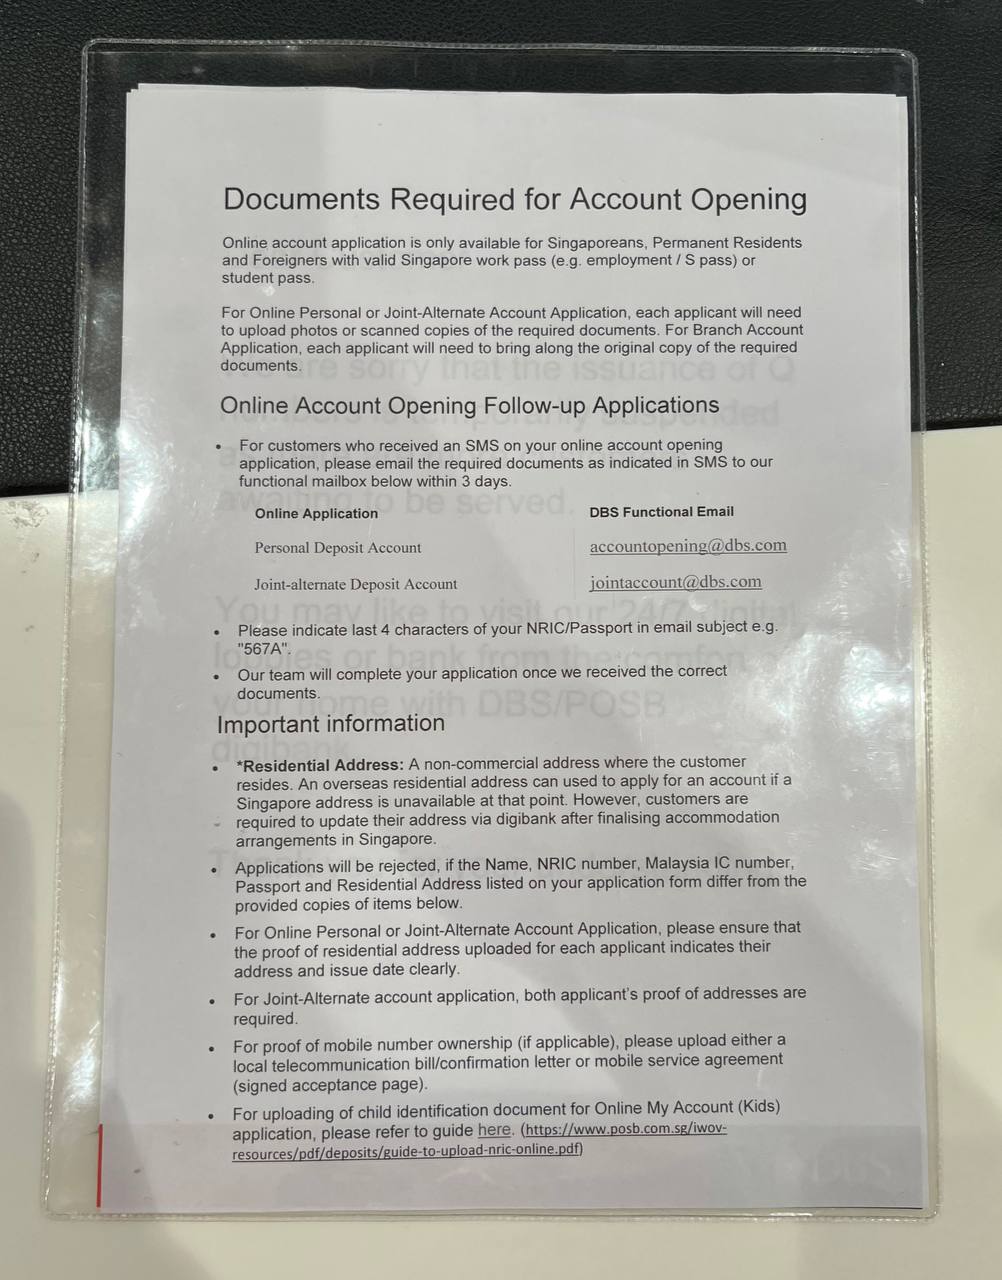 Documents Required for Account Opening
Online account application is only available for Singaporeans, Permanent Residents
and Foreigners with valid Singapore work pass (e.g. employment / S pass) or
student pass.
For Online Personal or Joint-Alternate Account Application, each applicant will need
to upload photos or scanned copies of the required documents. For Branch Account
Application, each applicant will need to bring along the original copy of the required
documents.
Online Account Opening Follow-up Applications
• For customers who received an SMS on your online account opening
application, please email the required documents as indicated in SMS to our
functional mailbox below within 3 days.
Online Application DBS Functional Email
Personal Deposit Account accountopening@dbs.com
Joint-alternate Deposit Account jointaccount@dbs.com
• Please indicate last 4 characters of your NRIC/Passport in email subject e.g.
"567A".
• Our team will complete your application once we received the correct
documents.
Important information
• *Residential Address: A non-commercial address where the customer
resides. An overseas residential address can used to apply for an account if a
Singapore address is unavailable at that point. However, customers are
required to update their address via digibank after finalising accommodation
arrangements in Singapore.
• Applications will be rejected, if the Name, NRIC number, Malaysia IC number,
Passport and Residential Address listed on your application form differ from the
provided copies of items below.
• For Online Personal or Joint-Alternate Account Application, please ensure that
the proof of residential address uploaded for each applicant indicates their
address and issue date clearly.
• For Joint-Alternate account application, both applicant's proof of addresses are
required.
• For proof of mobile number ownership (if applicable), please upload either a
local telecommunication bill/confirmation letter or mobile service agreement
(signed acceptance page).
• For uploading of child identification document for Online My Account (Kids)
application, please refer to guide here. (https://www.posb.com.sg/iwov-
resources/pdf/deposits/guide-to-upload-nric-online.pdf)